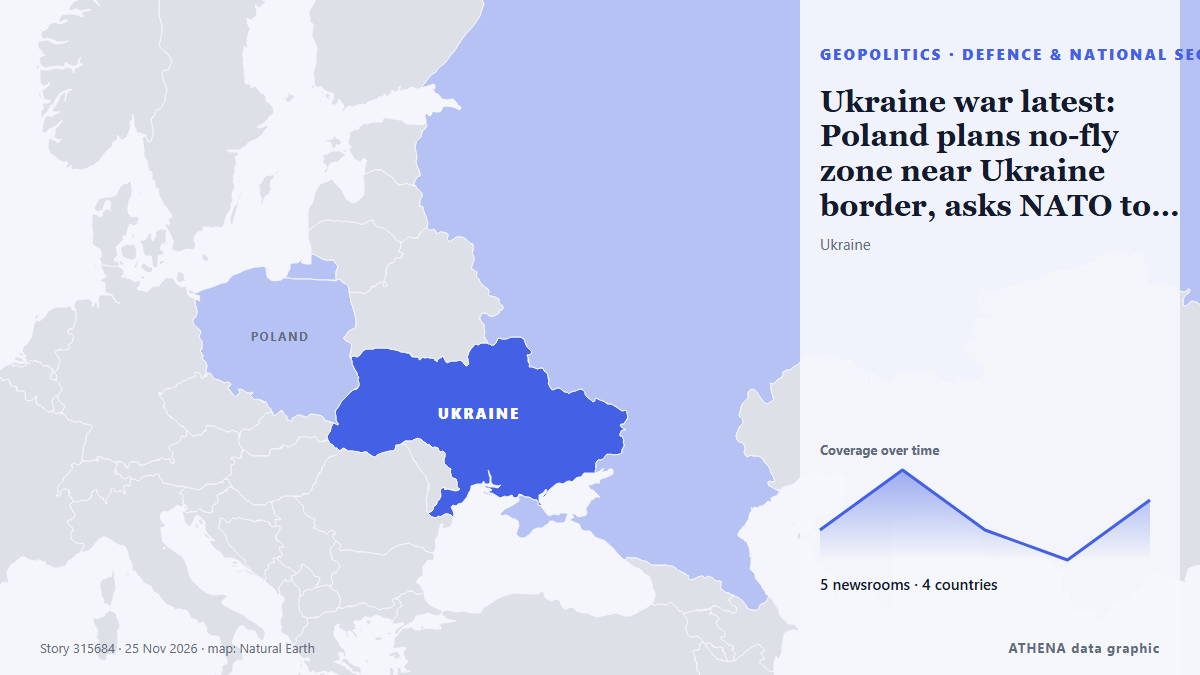 GEOPOLITICS · DEFENCE & NATIONAL
Ukraine war latest:
Poland plans no-fly
zone near Ukraine
border, asks NATO to...
Ukraine
POLAND
UKRAINE
Coverage over time
5 newsrooms · 4 countries
Story 315684 · 25 Nov 2026 · map: Natural Earth
ATHENA data graphic